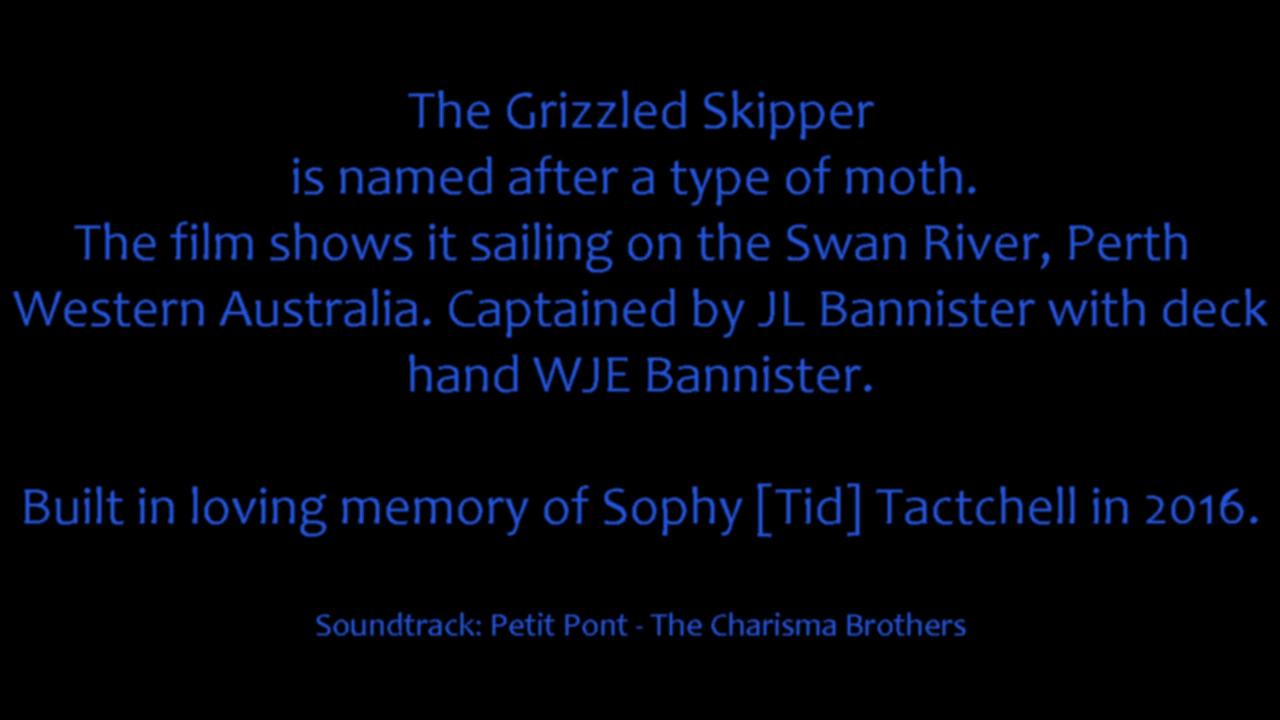 The Grizzled Skipper
is named after a type of moth.
The film shows it sailing on the Swan River, Perth
Western Australia. Captained by JL Bannister with deck
hand WJE Bannister.
Built in loving memory of Sophy [Tid] Tactchell in 2016.
Soundtrack: Petit Pont - The Charisma Brothers